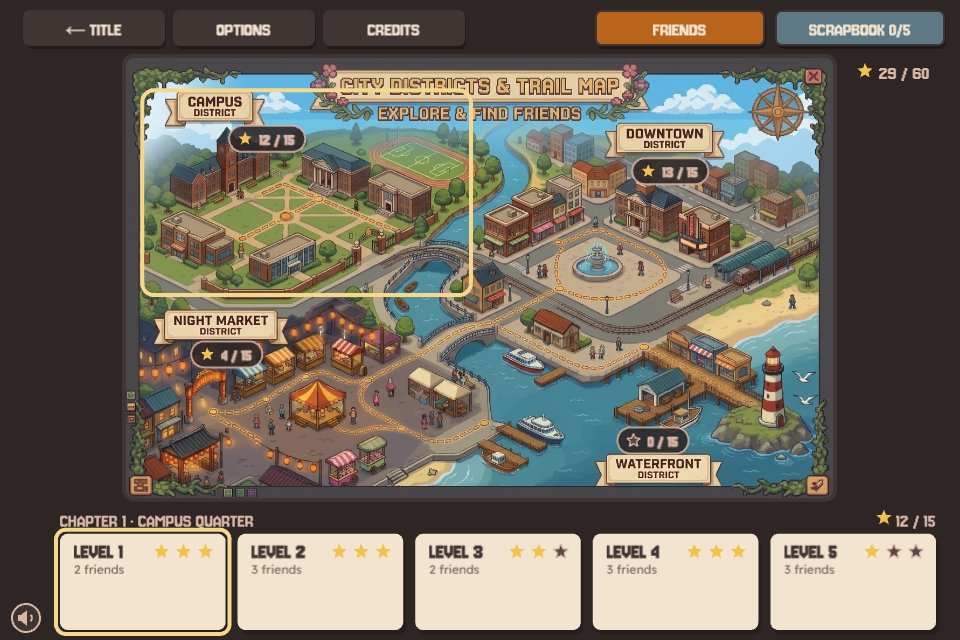 ← TITLE
OPTIONS
CREDITS
FRIENDS
SCRAPBOOK 0/5
29 / 60
CITY DISTRICTS & TRAIL MAP
EXPLORE & FIND FRIENDS
CAMPUS
DISTRICT
12 / 15
DOWNTOWN
DISTRICT
13 / 15
NIGHT MARKET
DISTRICT
4 / 15
0 / 15
WATERFRONT
DISTRICT
CHAPTER 1 · CAMPUS QUARTER
12 / 15
LEVEL 1
2 friends
LEVEL 2
3 friends
LEVEL 3
2 friends
LEVEL 4
3 friends
LEVEL 5
3 friends